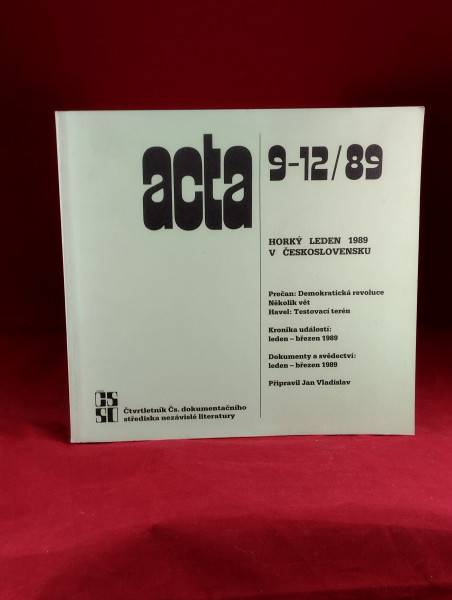 acta
9-12/89
HORKÝ LEDEN 1989
V ČESKOSLOVENSKU
Prečan: Demokratická revoluce
Několik vět
Havel: Testovací terén
Kronika událostí:
leden – březen 1989
Dokumenty a svědectví:
leden – březen 1989
Připravil Jan Vladislav
ČS
SD
Čtvrtletník Čs. dokumentačního
střediska nezávislé literatury